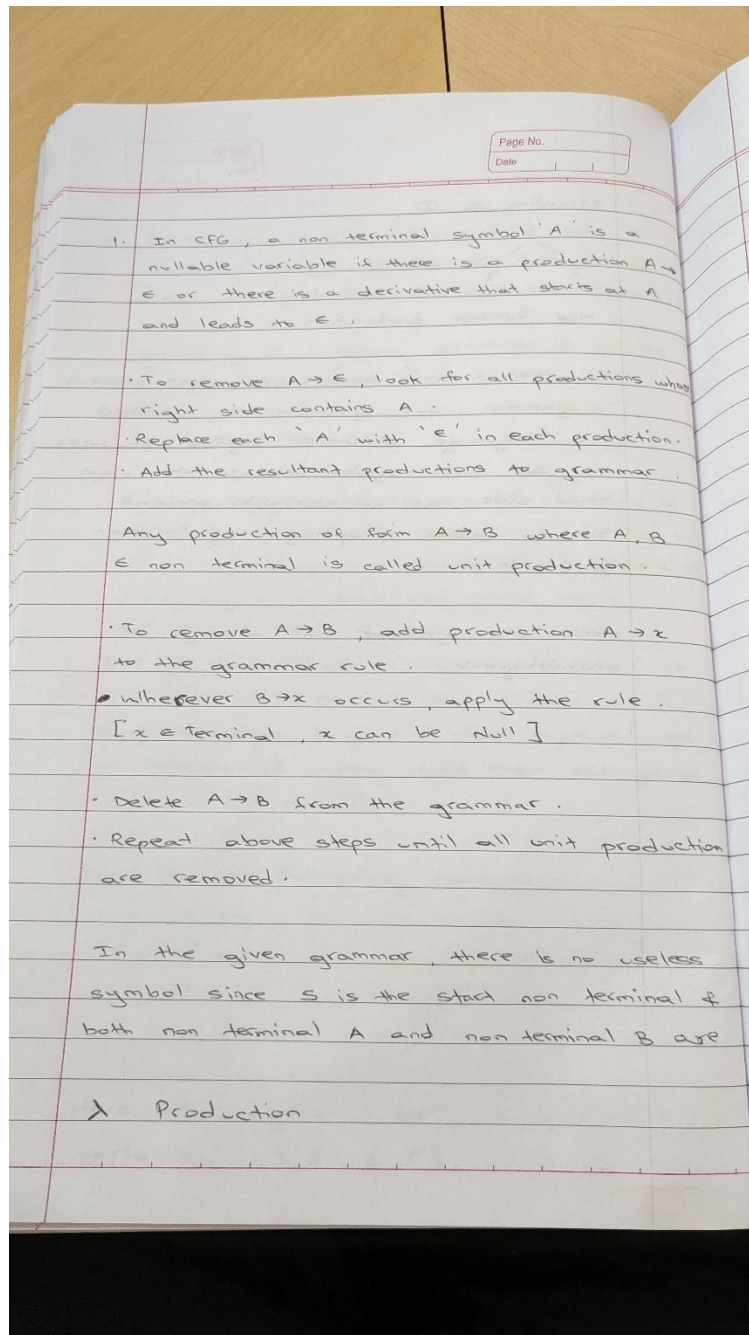 Page No.
Date
1. In CFG, a non terminal symbol 'A' is a
nullable variable if there is a production A→
∈ or there is a derivative that starts at A
and leads to ∈.
· To remove A→∈, look for all productions whos
right side contains A.
· Replace each 'A' with '∈' in each production.
· Add the resultant productions to grammar.
Any production of form A→B where A, B
∈ non terminal is called unit production.
· To remove A→B, add production A→x
to the grammar rule.
• Wherever B→x occurs, apply the rule.
[x ∈ Terminal, x can be Null]
· Delete A→B from the grammar.
· Repeat above steps until all unit production
are removed.
In the given grammar, there is no useless
symbol since S is the start non terminal &
both non terminal A and non terminal B are
λ Production